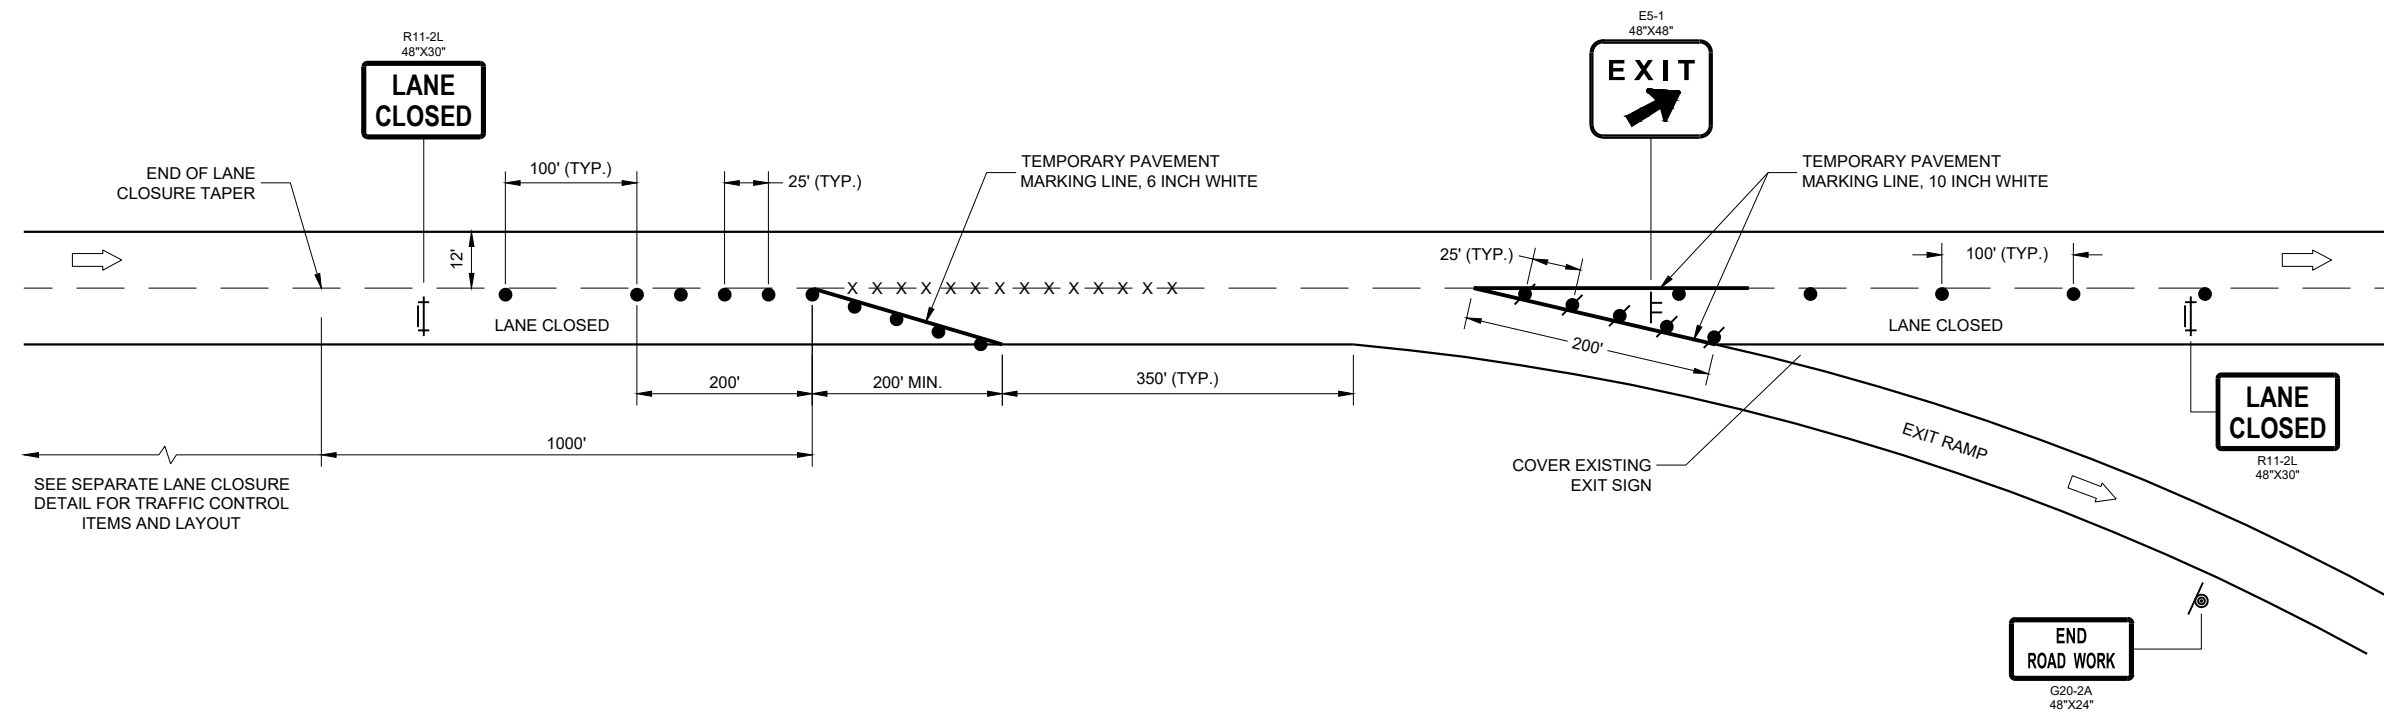 R11-2L
48"X30"
LANE
CLOSED
E5-1
48"X48"
EXIT
END OF LANE
CLOSURE TAPER
100' (TYP.)
25' (TYP.)
TEMPORARY PAVEMENT
MARKING LINE, 6 INCH WHITE
TEMPORARY PAVEMENT
MARKING LINE, 10 INCH WHITE
12'
25' (TYP.)
100' (TYP.)
X X X X X X X X X X X X X X
LANE CLOSED
LANE CLOSED
200'
200'
200' MIN.
350' (TYP.)
1000'
LANE
CLOSED
R11-2L
48"X30"
EXIT RAMP
COVER EXISTING
EXIT SIGN
SEE SEPARATE LANE CLOSURE
DETAIL FOR TRAFFIC CONTROL
ITEMS AND LAYOUT
END
ROAD WORK
G20-2A
48"X24"